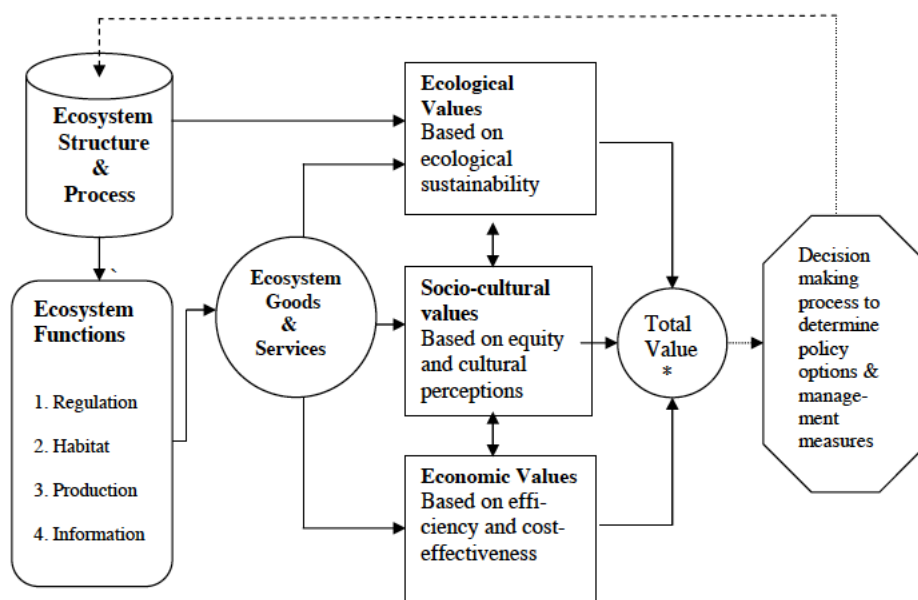 Ecosystem
Structure
&
Process
Ecosystem
Functions
1. Regulation
2. Habitat
3. Production
4. Information
Ecosystem
Goods
&
Services
Ecological
Values
Based on
ecological
sustainability
Socio-cultural
values
Based on equity
and cultural
perceptions
Economic Values
Based on effi-
ciency and cost-
effectiveness
Total
Value
*
Decision
making
process to
determine
policy
options &
manage-
ment
measures